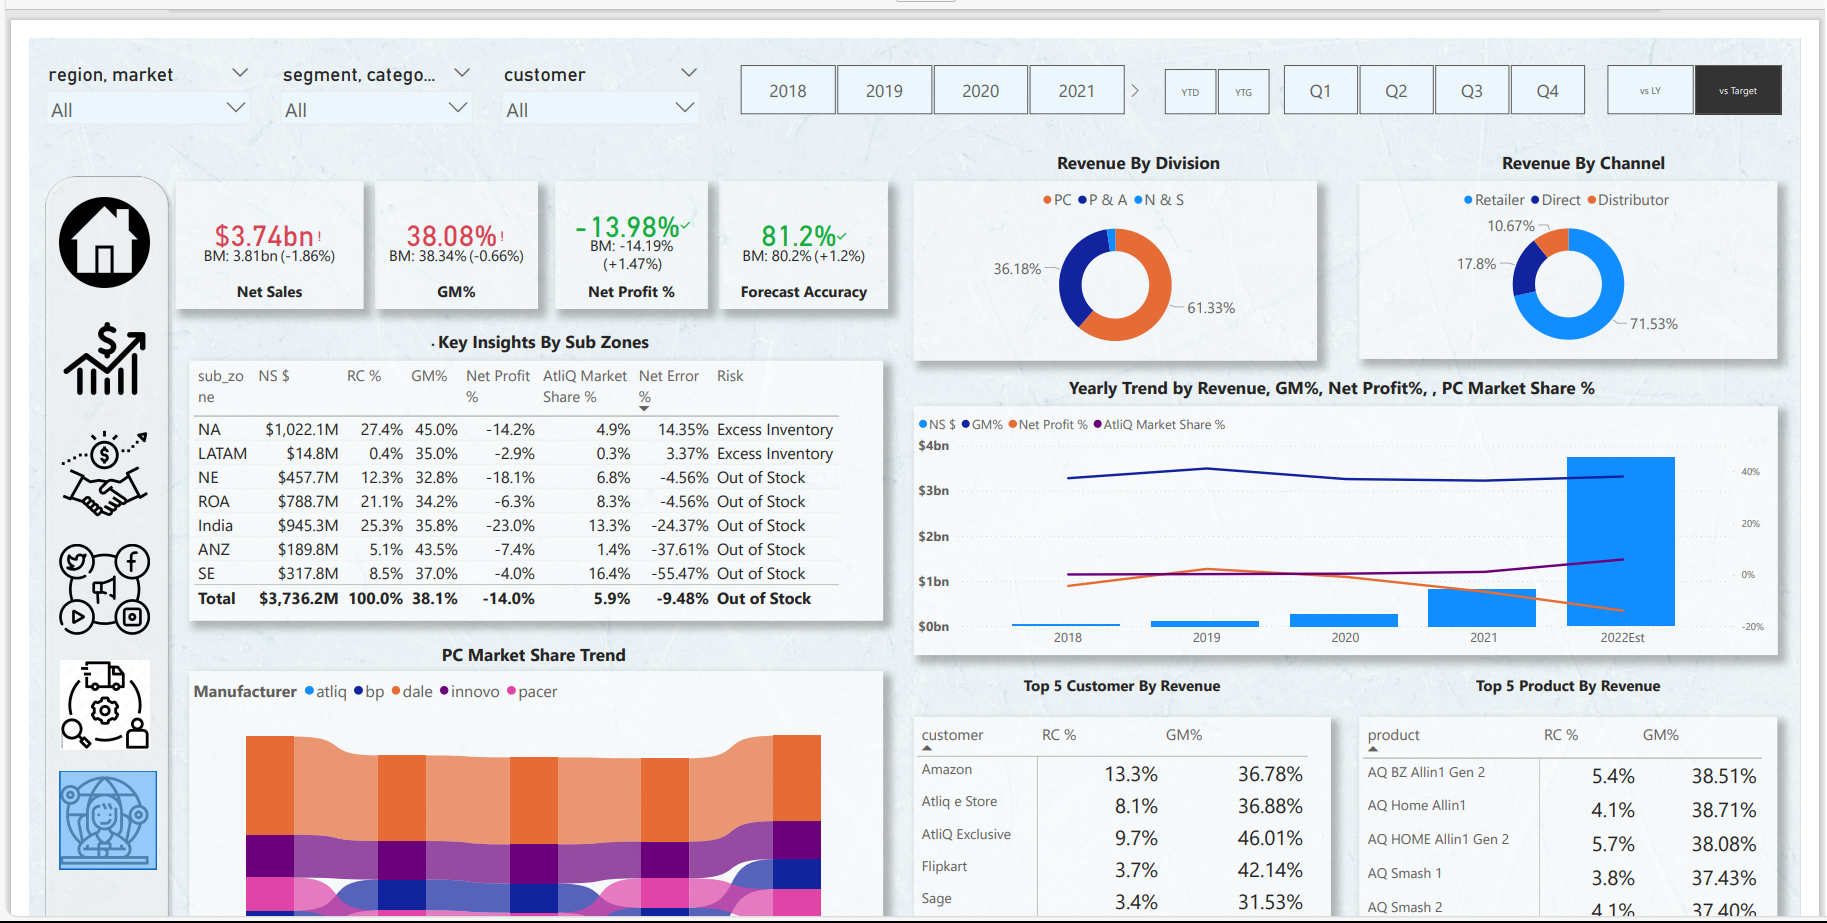 region, market
segment, catego...
customer
All
All
All
2018
2019
2020
2021
YTD
YTG
Q1
Q2
Q3
Q4
vs LY
vs Target
$3.74bn!
BM: 3.81bn (-1.86%)
Net Sales
38.08%!
BM: 38.34% (-0.66%)
GM%
-13.98%✓
BM: -14.19%
(+1.47%)
Net Profit %
81.2%✓
BM: 80.2% (+1.2%)
Forecast Accuracy
Revenue By Division
PC P & A N & S
36.18%
61.33%
Revenue By Channel
Retailer Direct Distributor
10.67%
17.8%
71.53%
. Key Insights By Sub Zones
sub_zo
ne
NS $
RC %
GM%
Net Profit
%
AtliQ Market
Share %
Net Error
%
Risk
NA $1,022.1M 27.4% 45.0% -14.2% 4.9% 14.35% Excess Inventory
LATAM $14.8M 0.4% 35.0% -2.9% 0.3% 3.37% Excess Inventory
NE $457.7M 12.3% 32.8% -18.1% 6.8% -4.56% Out of Stock
ROA $788.7M 21.1% 34.2% -6.3% 8.3% -4.56% Out of Stock
India $945.3M 25.3% 35.8% -23.0% 13.3% -24.37% Out of Stock
ANZ $189.8M 5.1% 43.5% -7.4% 1.4% -37.61% Out of Stock
SE $317.8M 8.5% 37.0% -4.0% 16.4% -55.47% Out of Stock
Total $3,736.2M 100.0% 38.1% -14.0% 5.9% -9.48% Out of Stock
Yearly Trend by Revenue, GM%, Net Profit%, , PC Market Share %
NS $ GM% Net Profit % AtliQ Market Share %
$4bn
$3bn
$2bn
$1bn
$0bn
40%
20%
0%
-20%
2018
2019
2020
2021
2022Est
PC Market Share Trend
Manufacturer atliq bp dale innovo pacer
Top 5 Customer By Revenue
customer RC % GM%
Amazon 13.3% 36.78%
Atliq e Store 8.1% 36.88%
AtliQ Exclusive 9.7% 46.01%
Flipkart 3.7% 42.14%
Sage 3.4% 31.53%
Top 5 Product By Revenue
product RC % GM%
AQ BZ Allin1 Gen 2 5.4% 38.51%
AQ Home Allin1 4.1% 38.71%
AQ HOME Allin1 Gen 2 5.7% 38.08%
AQ Smash 1 3.8% 37.43%
AQ Smash 2 4.1% 37.40%